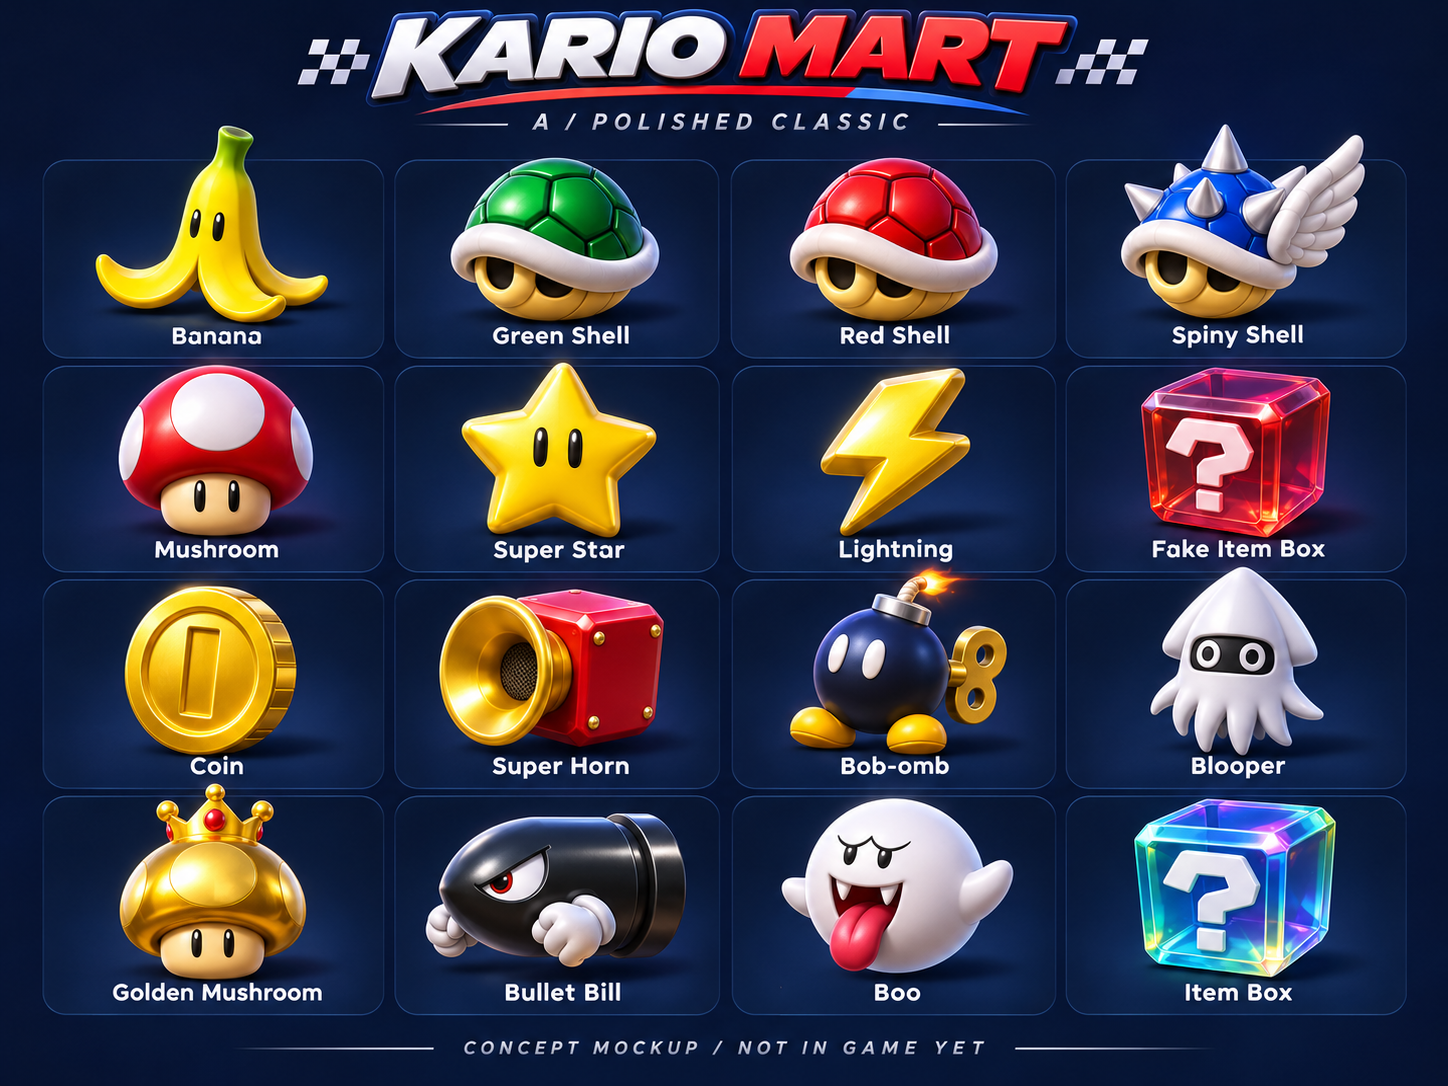 KARIO MART
A / POLISHED CLASSIC
Banana
Green Shell
Red Shell
Spiny Shell
Mushroom
Super Star
Lightning
?
Fake Item Box
Coin
Super Horn
Bob-omb
Blooper
Golden Mushroom
Bullet Bill
Boo
?
Item Box
CONCEPT MOCKUP / NOT IN GAME YET